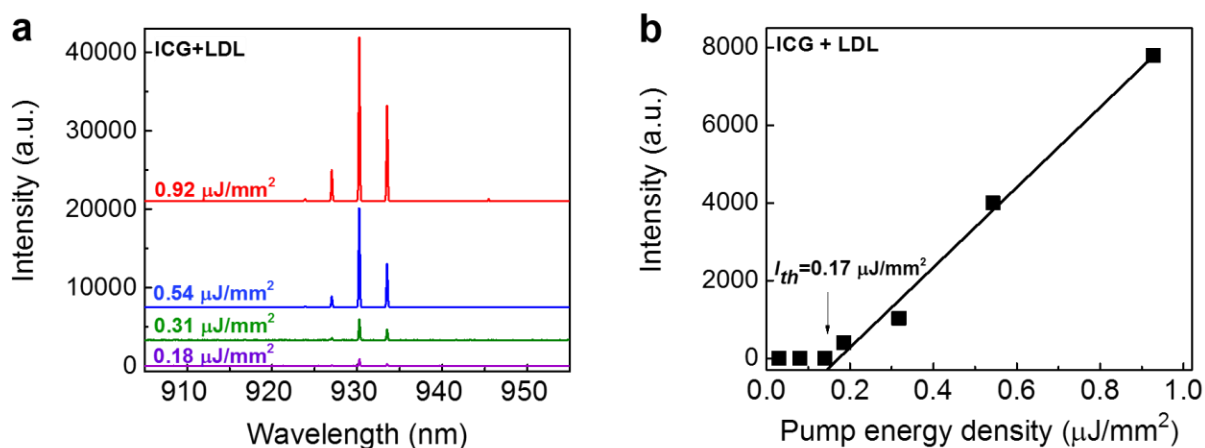 a
ICG+LDL
40000
30000
20000
10000
0
Intensity (a.u.)
0.92 μJ/mm²
0.54 μJ/mm²
0.31 μJ/mm²
0.18 μJ/mm²
910 920 930 940 950
Wavelength (nm)
b
ICG + LDL
8000
6000
4000
2000
0
Intensity (a.u.)
I_th=0.17 μJ/mm²
0.0 0.2 0.4 0.6 0.8 1.0
Pump energy density (μJ/mm²)